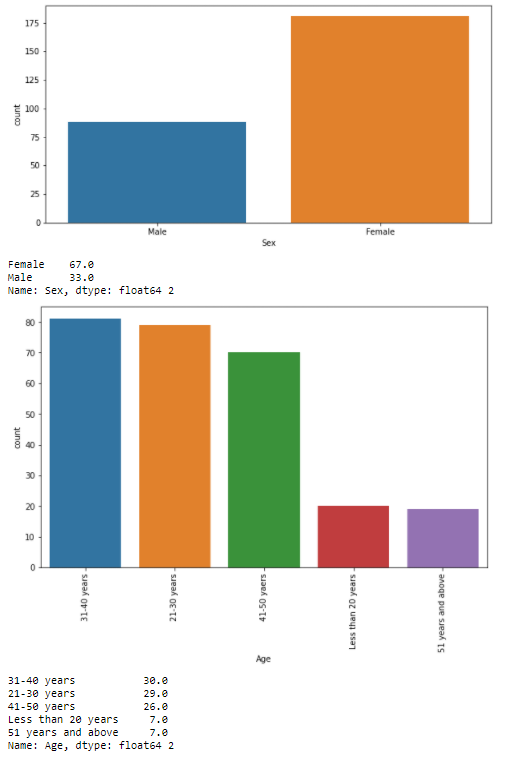 175
150
125
100
75
50
25
0
count
Male Female
Sex
Female 67.0
Male 33.0
Name: Sex, dtype: float64 2
80
70
60
50
40
30
20
10
0
count
31-40 years
21-30 years
41-50 yaers
Less than 20 years
51 years and above
Age
31-40 years 30.0
21-30 years 29.0
41-50 yaers 26.0
Less than 20 years 7.0
51 years and above 7.0
Name: Age, dtype: float64 2